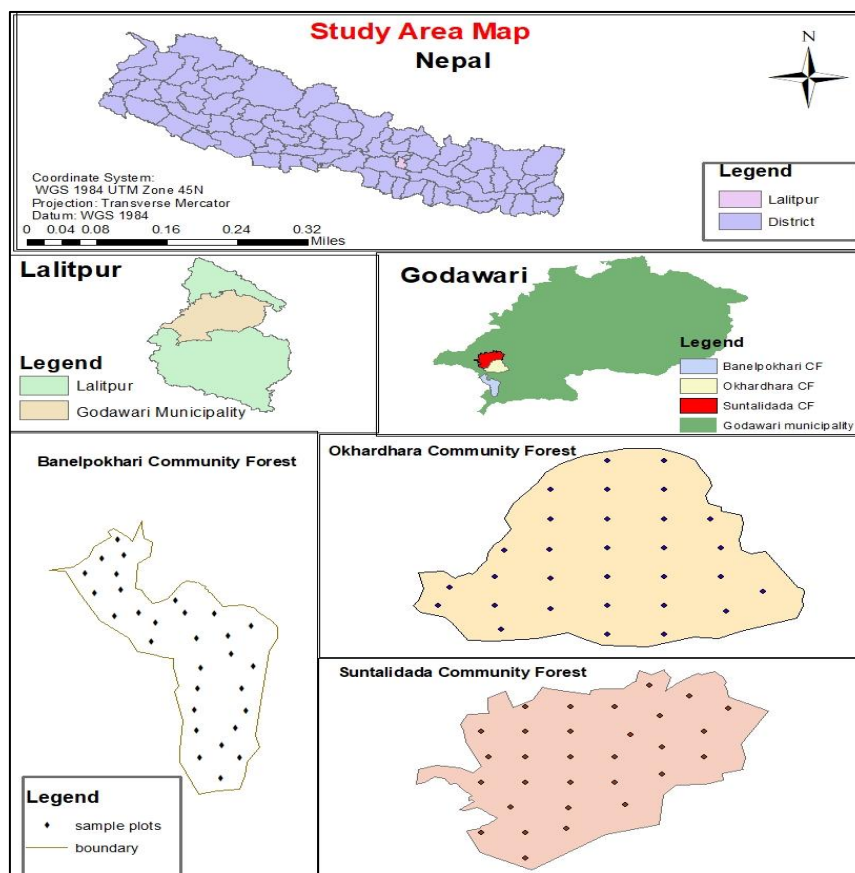 Study Area Map
Nepal
N
Coordinate System:
WGS 1984 UTM Zone 45N
Projection: Transverse Mercator
Datum: WGS 1984
0 0.04 0.08 0.16 0.24 0.32
Miles
Legend
Lalitpur
District
Lalitpur
Legend
Lalitpur
Godawari Municipality
Godawari
Legend
Banelpokhari CF
Okhardhara CF
Suntalidada CF
Godawari municipality
Banelpokhari Community Forest
Legend
sample plots
boundary
Okhardhara Community Forest
Suntalidada Community Forest